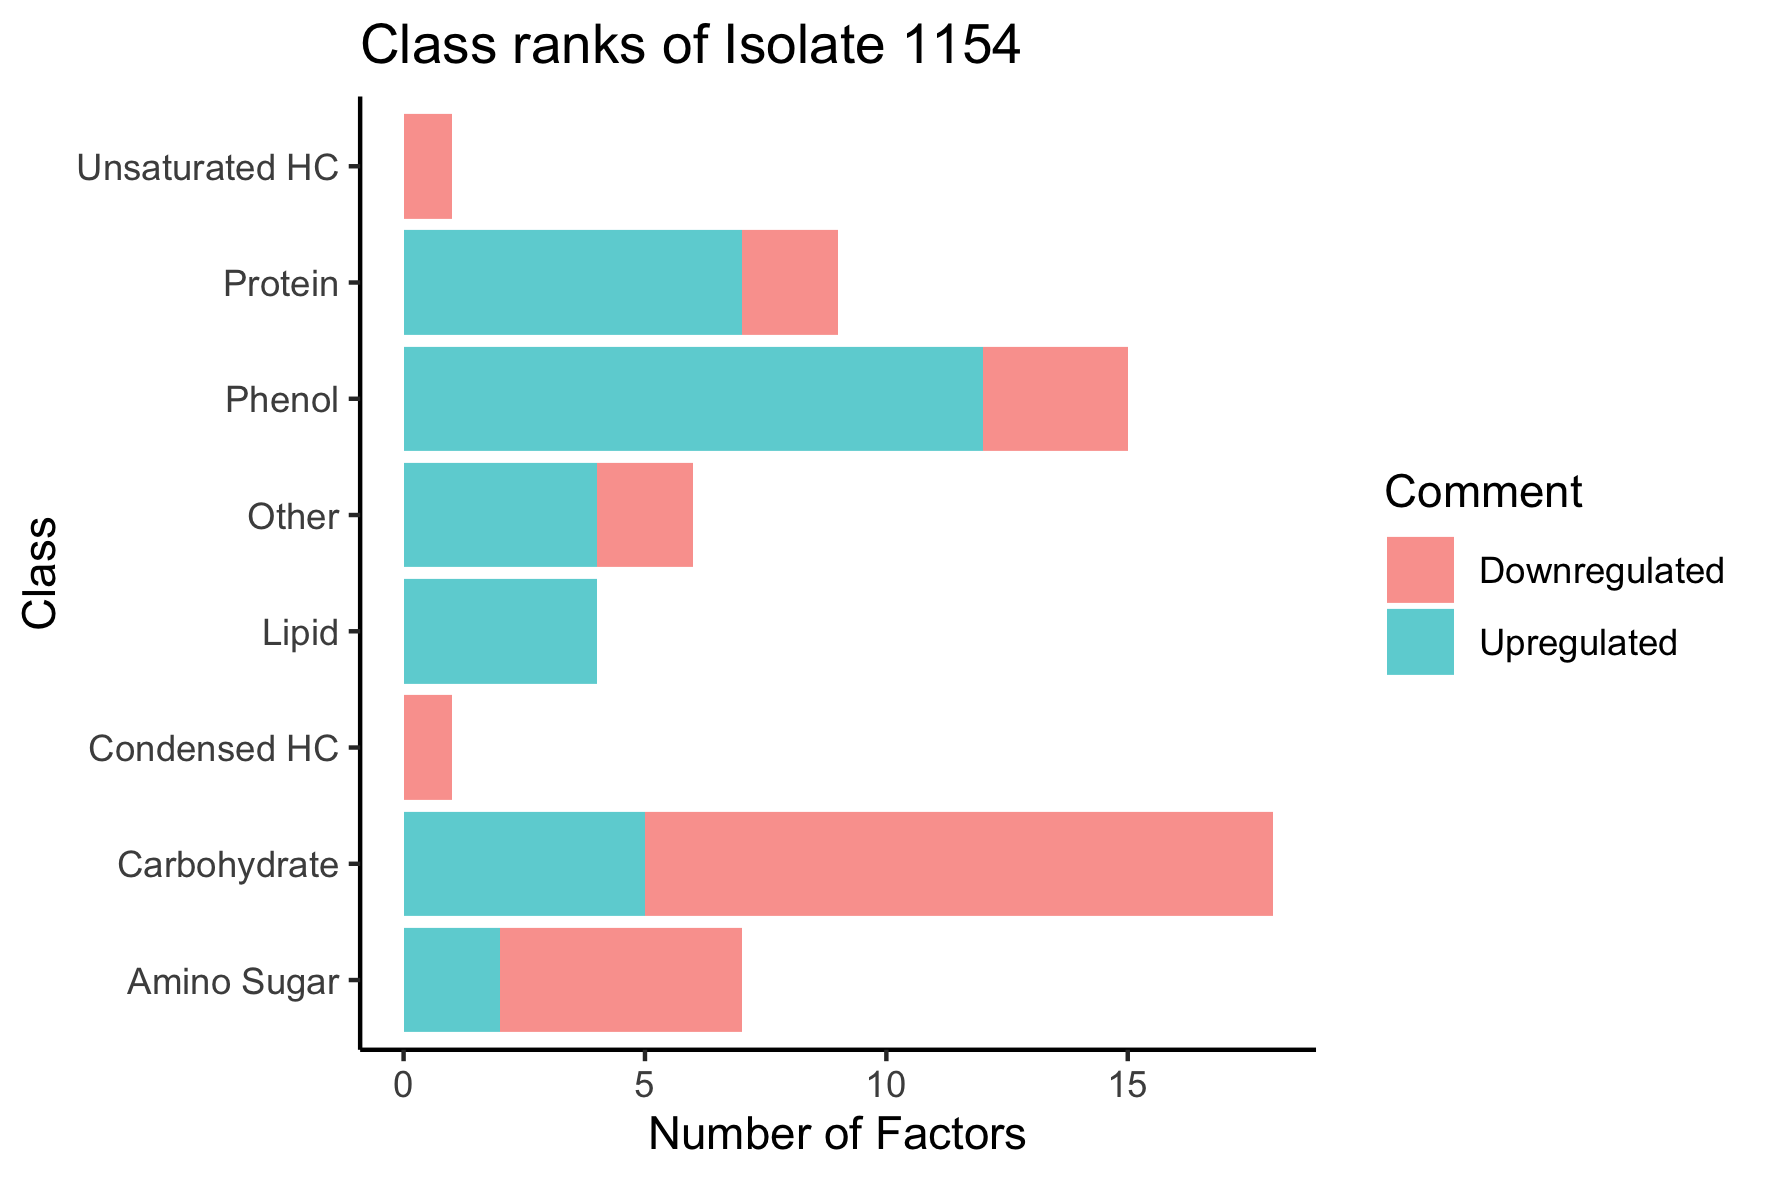 Class ranks of Isolate 1154
Class
Unsaturated HC
Protein
Phenol
Other
Lipid
Condensed HC
Carbohydrate
Amino Sugar
0 5 10 15
Number of Factors
Comment
Downregulated
Upregulated